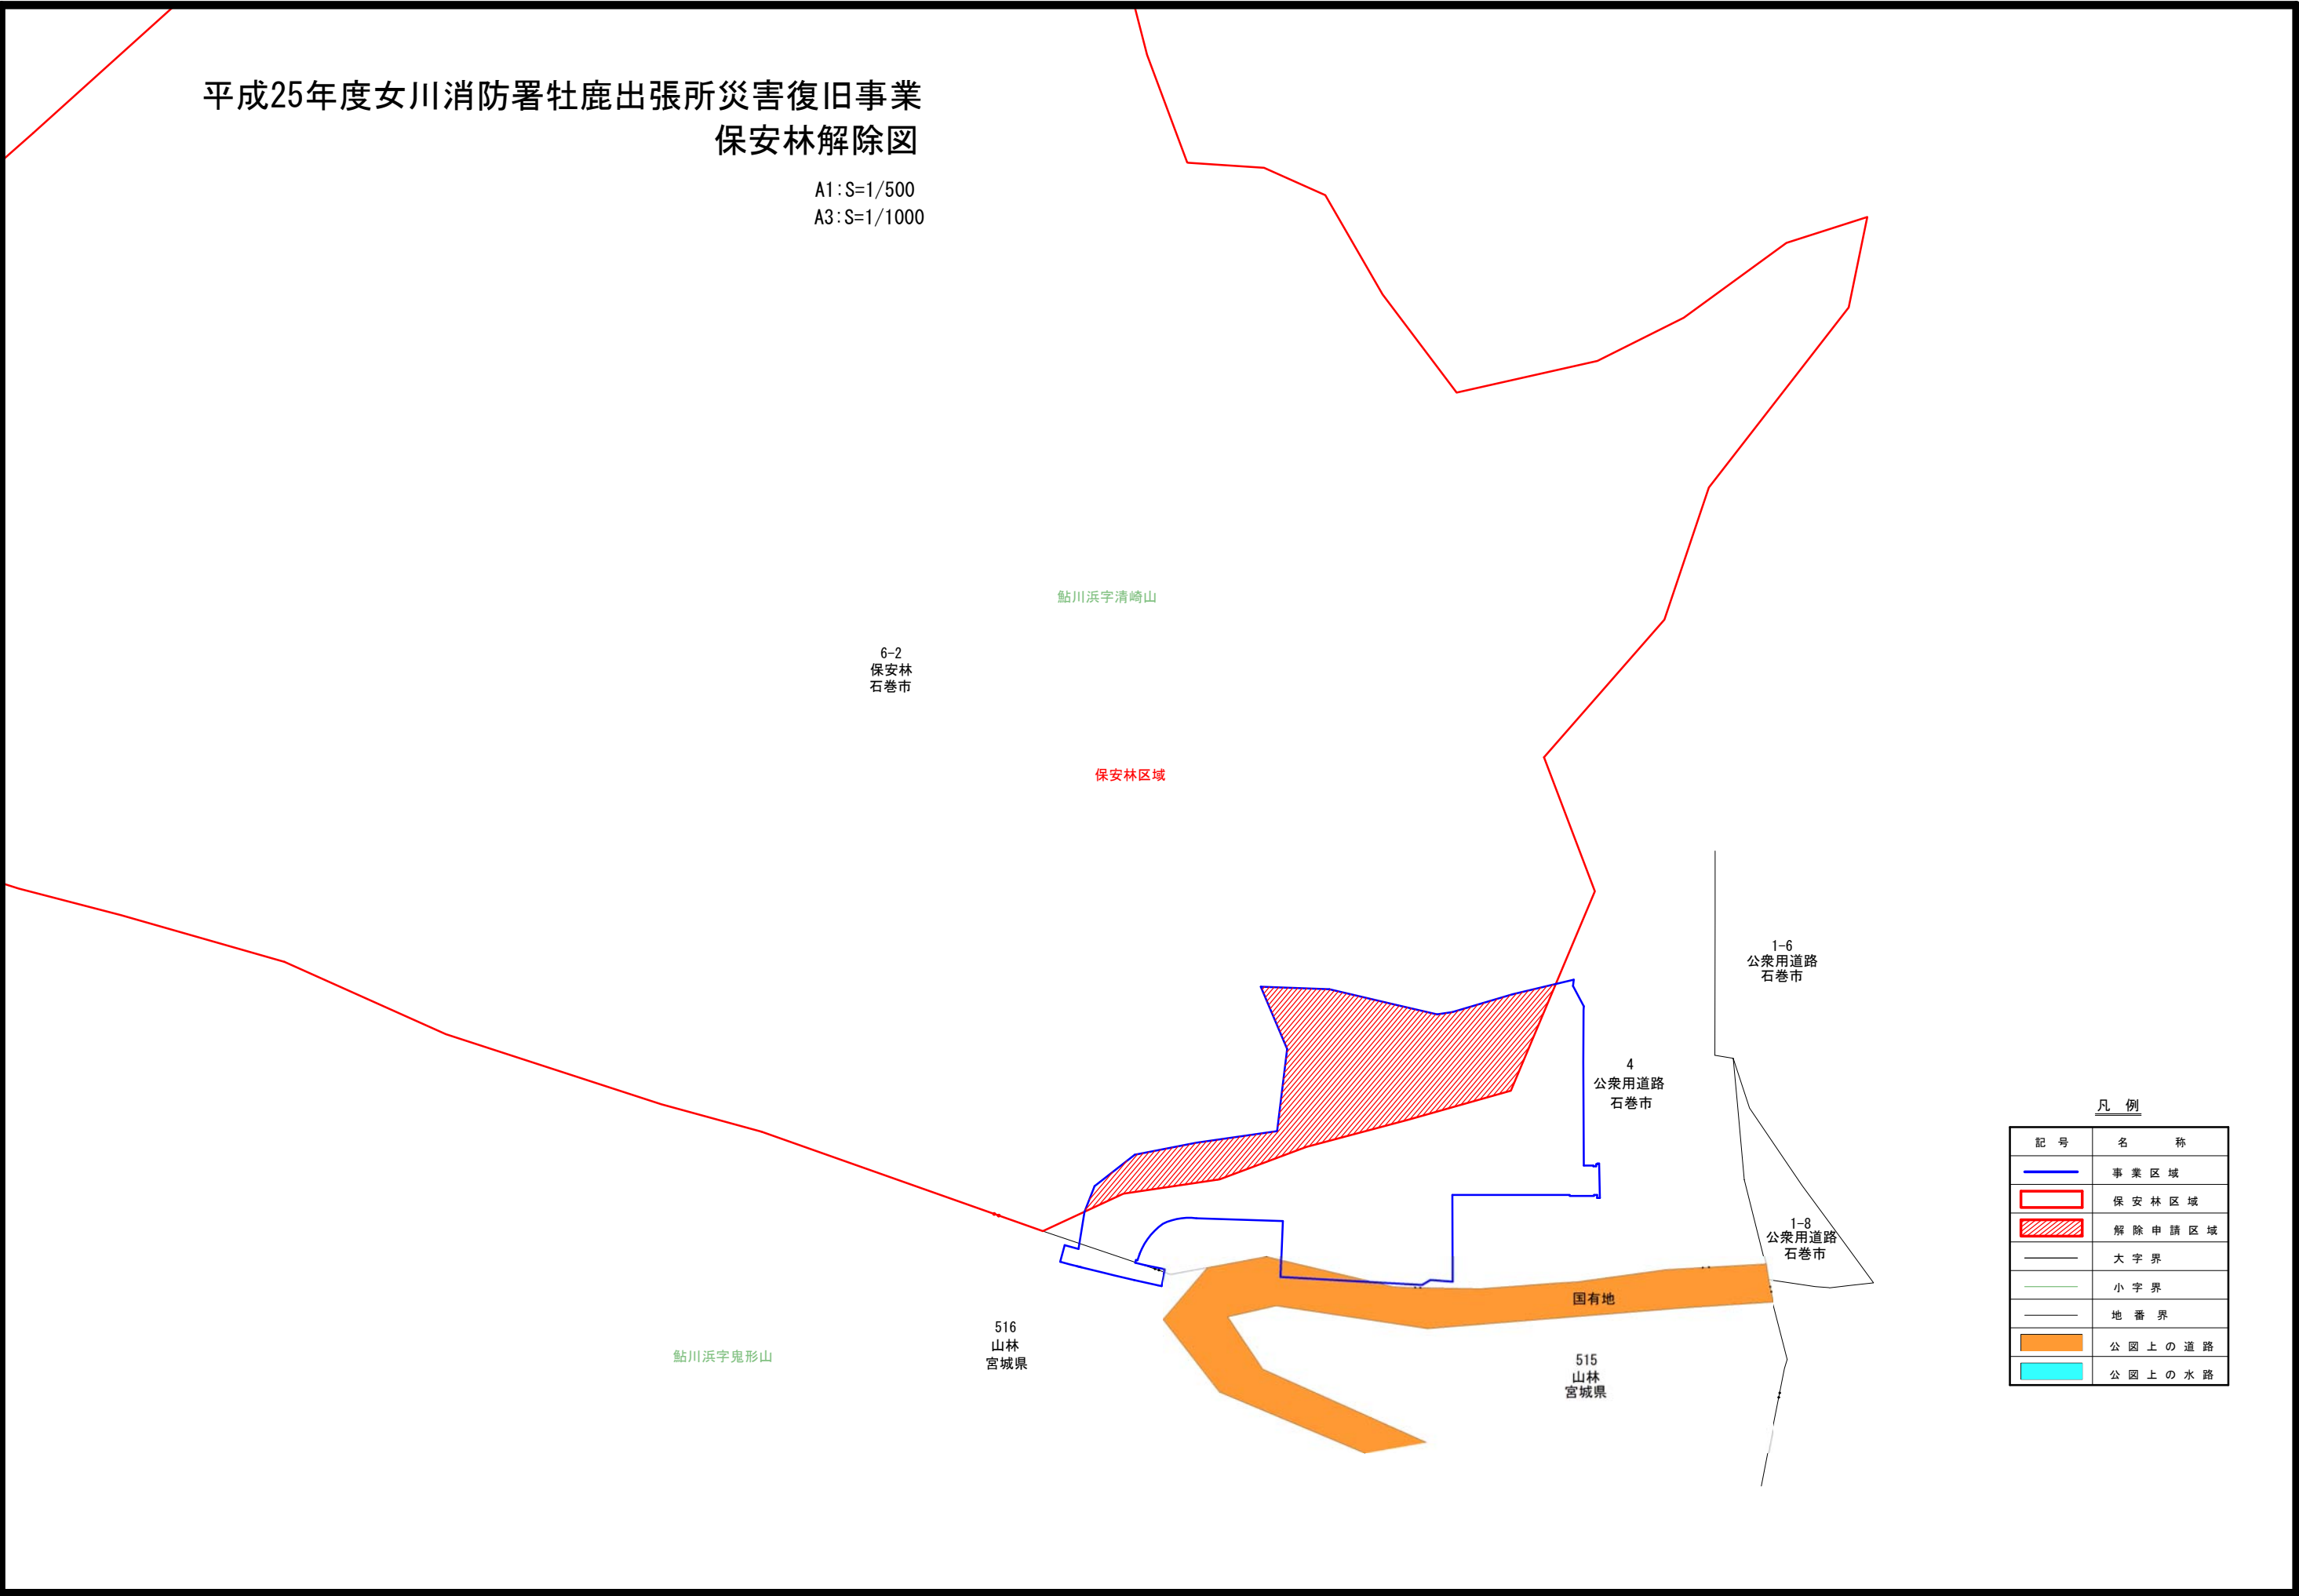 平成25年度女川消防署牡鹿出張所災害復旧事業
保安林解除図
A1:S=1/500
A3:S=1/1000
鮎川浜字清崎山
6-2
保安林
石巻市
保安林区域
1-6
公衆用道路
石巻市
4
公衆用道路
石巻市
1-8
公衆用道路
石巻市
国有地
516
山林
宮城県
鮎川浜字鬼形山
515
山林
宮城県
凡 例
記 号 名 称
事業区域
保安林区域
解除申請区域
大字界
小字界
地番界
公図上の道路
公図上の水路